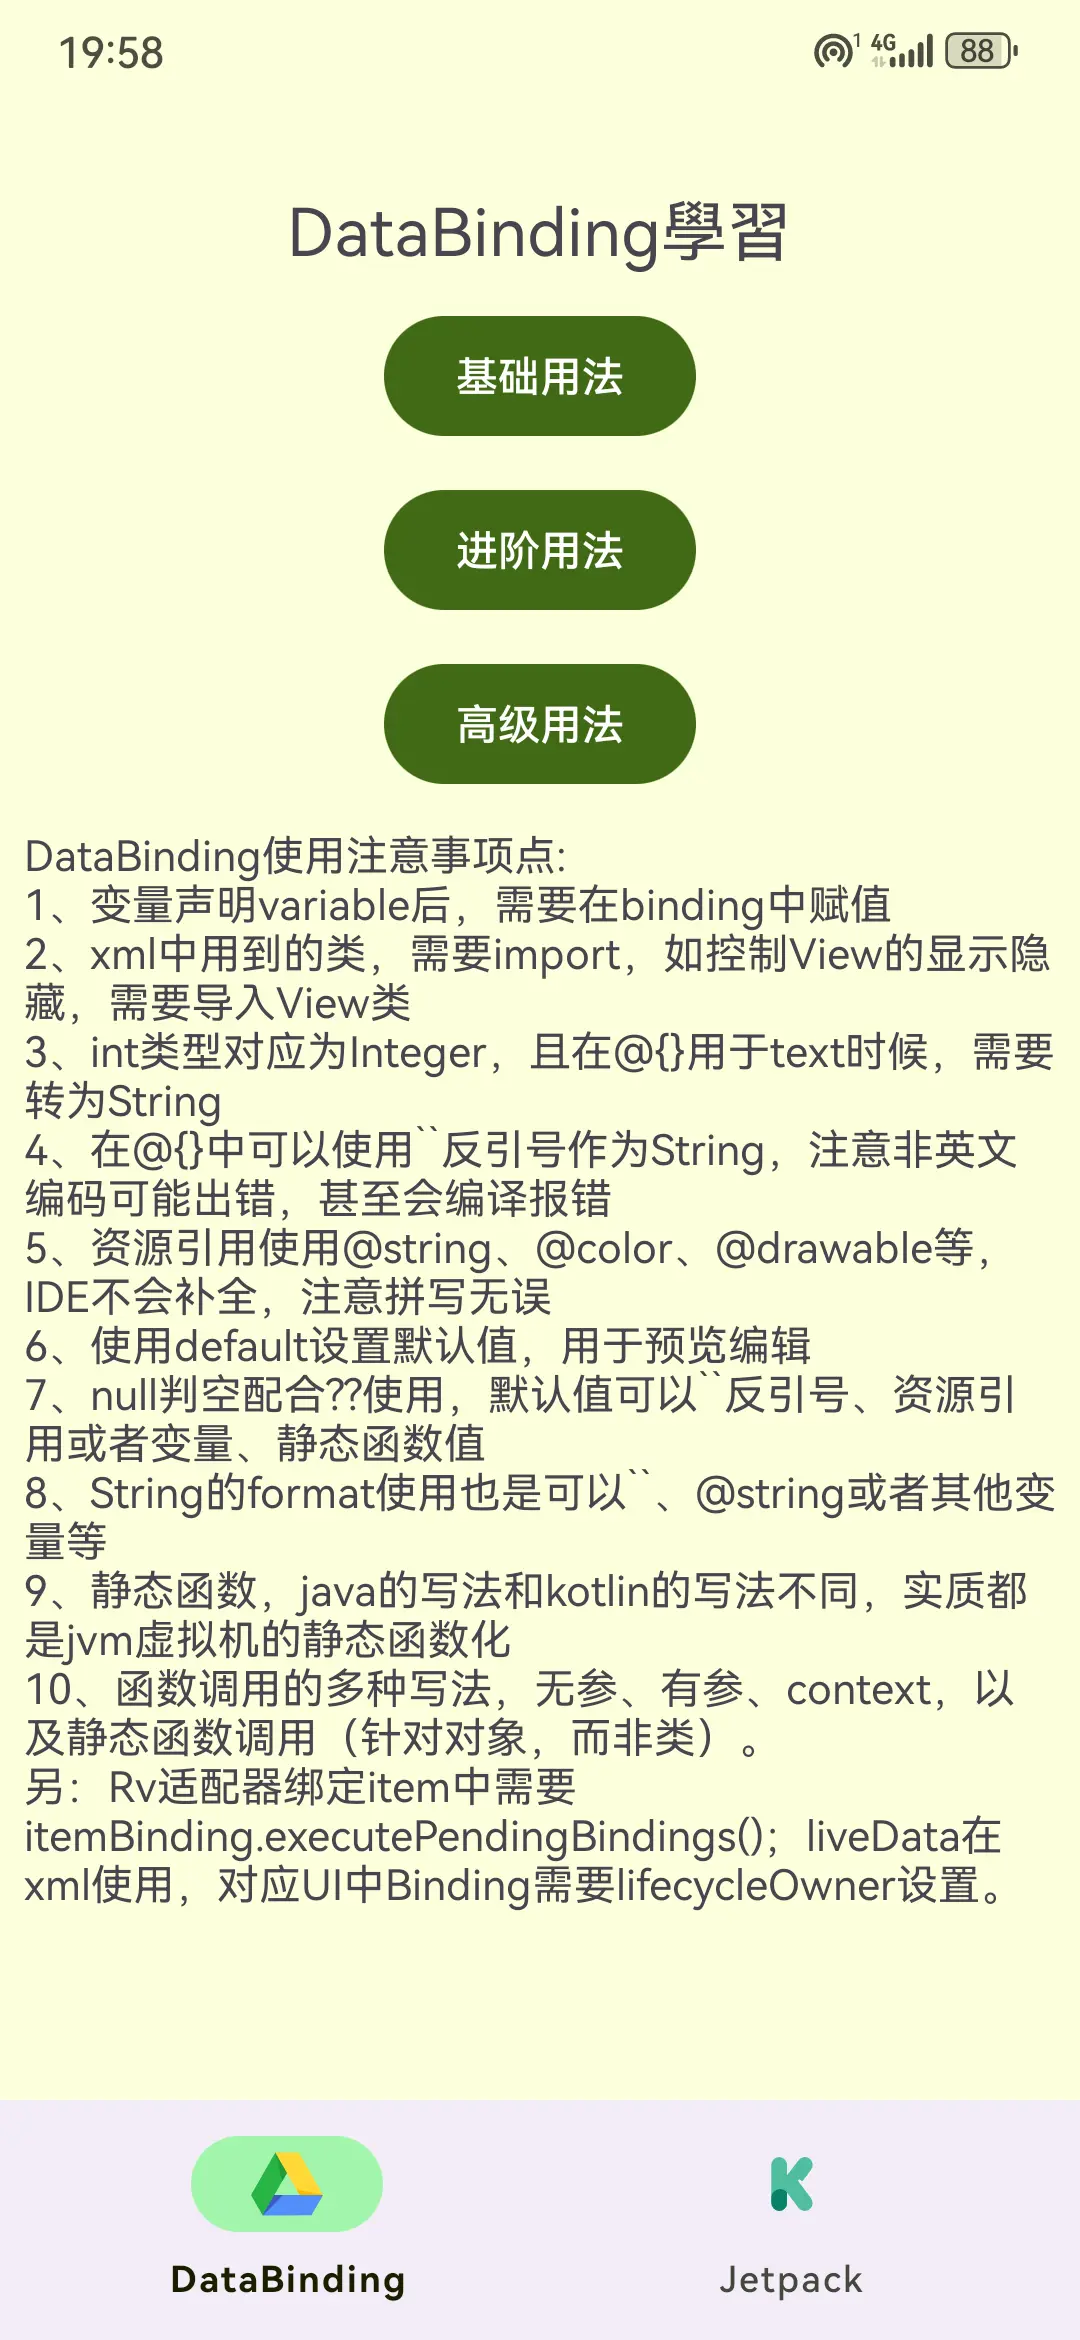 19:58
1 4G 88
DataBinding學習
基础用法
进阶用法
高级用法
DataBinding使用注意事项点:
1、变量声明variable后，需要在binding中赋值
2、xml中用到的类，需要import，如控制View的显示隐
藏，需要导入View类
3、int类型对应为Integer，且在@{}用于text时候，需要
转为String
4、在@{}中可以使用``反引号作为String，注意非英文
编码可能出错，甚至会编译报错
5、资源引用使用@string、@color、@drawable等，
IDE不会补全，注意拼写无误
6、使用default设置默认值，用于预览编辑
7、null判空配合??使用，默认值可以``反引号、资源引
用或者变量、静态函数值
8、String的format使用也是可以``、@string或者其他变
量等
9、静态函数，java的写法和kotlin的写法不同，实质都
是jvm虚拟机的静态函数化
10、函数调用的多种写法，无参、有参、context，以
及静态函数调用（针对对象，而非类）。
另：Rv适配器绑定item中需要
itemBinding.executePendingBindings()；liveData在
xml使用，对应UI中Binding需要lifecycleOwner设置。
DataBinding
Jetpack